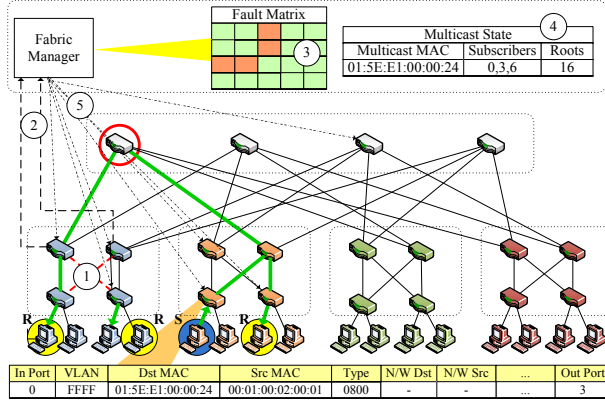 Fabric Manager
Fault Matrix
3
4
Multicast State
Multicast MAC Subscribers Roots
01:5E:E1:00:00:24 0,3,6 16
2
5
1
R R S R
In Port VLAN Dst MAC Src MAC Type N/W Dst N/W Src ... Out Port
0 FFFF 01:5E:E1:00:00:24 00:01:00:02:00:01 0800 - - ... 3